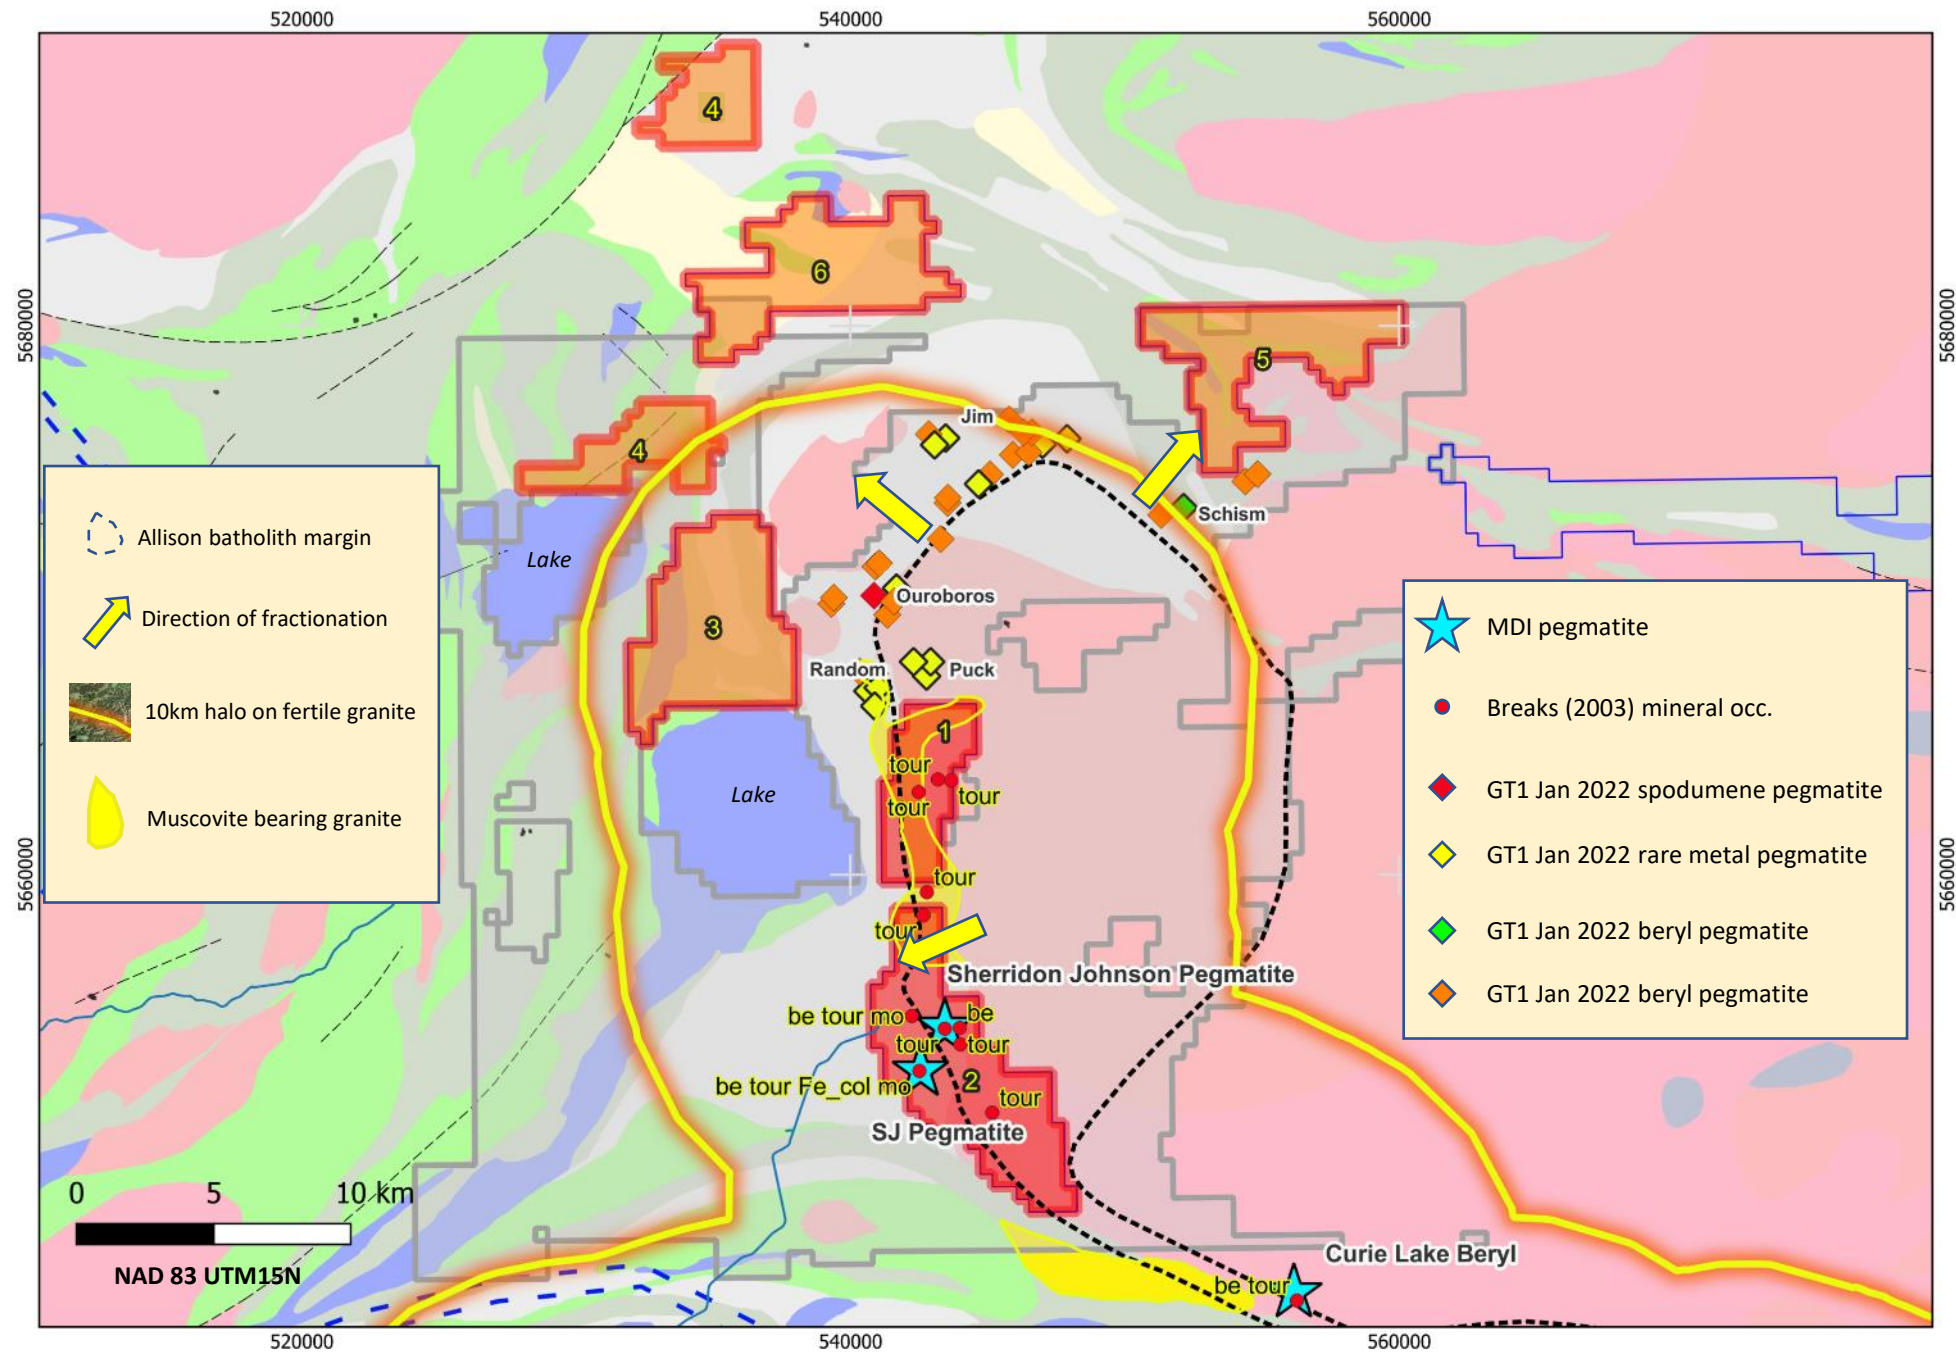 520000
540000
560000
4
6
5680000
5680000
5
4
Jim
Schism
Allison batholith margin
Lake
Direction of fractionation
Ouroboros
3
MDI pegmatite
Random
Puck
10km halo on fertile granite
Breaks (2003) mineral occ.
1
tour
GT1 Jan 2022 spodumene pegmatite
Lake
tour
tour
Muscovite bearing granite
GT1 Jan 2022 rare metal pegmatite
5660000
5660000
tour
tour
GT1 Jan 2022 beryl pegmatite
Sherridon Johnson Pegmatite
GT1 Jan 2022 beryl pegmatite
be tour mo
be
tour
tour
be tour Fe_col mo
2
tour
SJ Pegmatite
0 5 10 km
NAD 83 UTM15N
Curie Lake Beryl
be tour
520000
540000
560000